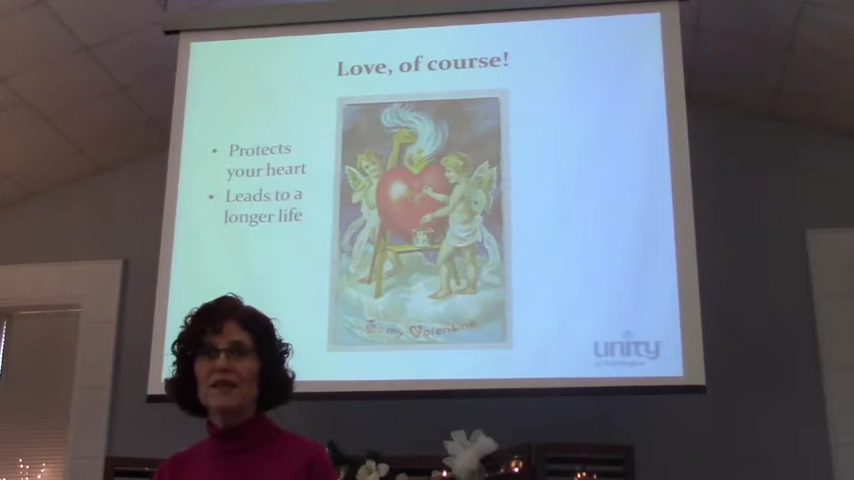 Love, of course!
• Protects
your heart
• Leads to a
longer life
To my Valentine
unity